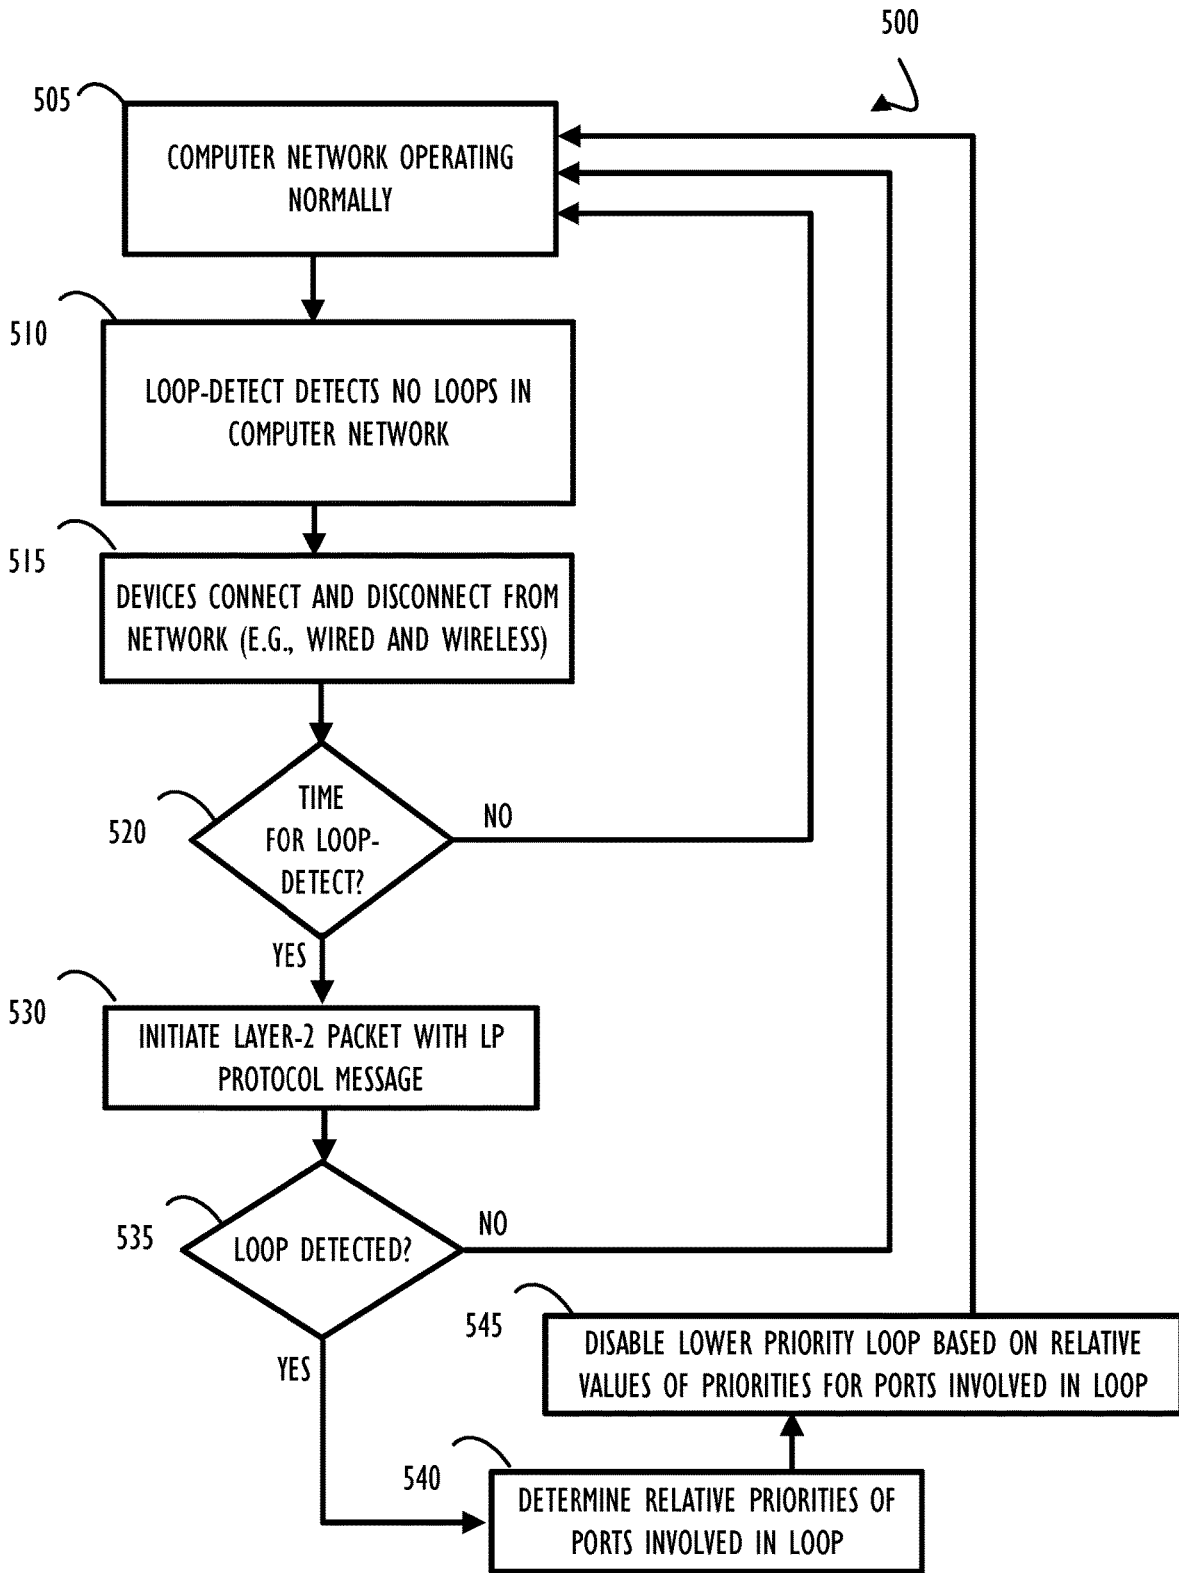 500
505
COMPUTER NETWORK OPERATING
NORMALLY
510
LOOP-DETECT DETECTS NO LOOPS IN
COMPUTER NETWORK
515
DEVICES CONNECT AND DISCONNECT FROM
NETWORK (E.G., WIRED AND WIRELESS)
520
TIME
FOR LOOP-
DETECT?
NO
YES
530
INITIATE LAYER-2 PACKET WITH LP
PROTOCOL MESSAGE
535
LOOP DETECTED?
NO
YES
545
DISABLE LOWER PRIORITY LOOP BASED ON RELATIVE
VALUES OF PRIORITIES FOR PORTS INVOLVED IN LOOP
540
DETERMINE RELATIVE PRIORITIES OF
PORTS INVOLVED IN LOOP